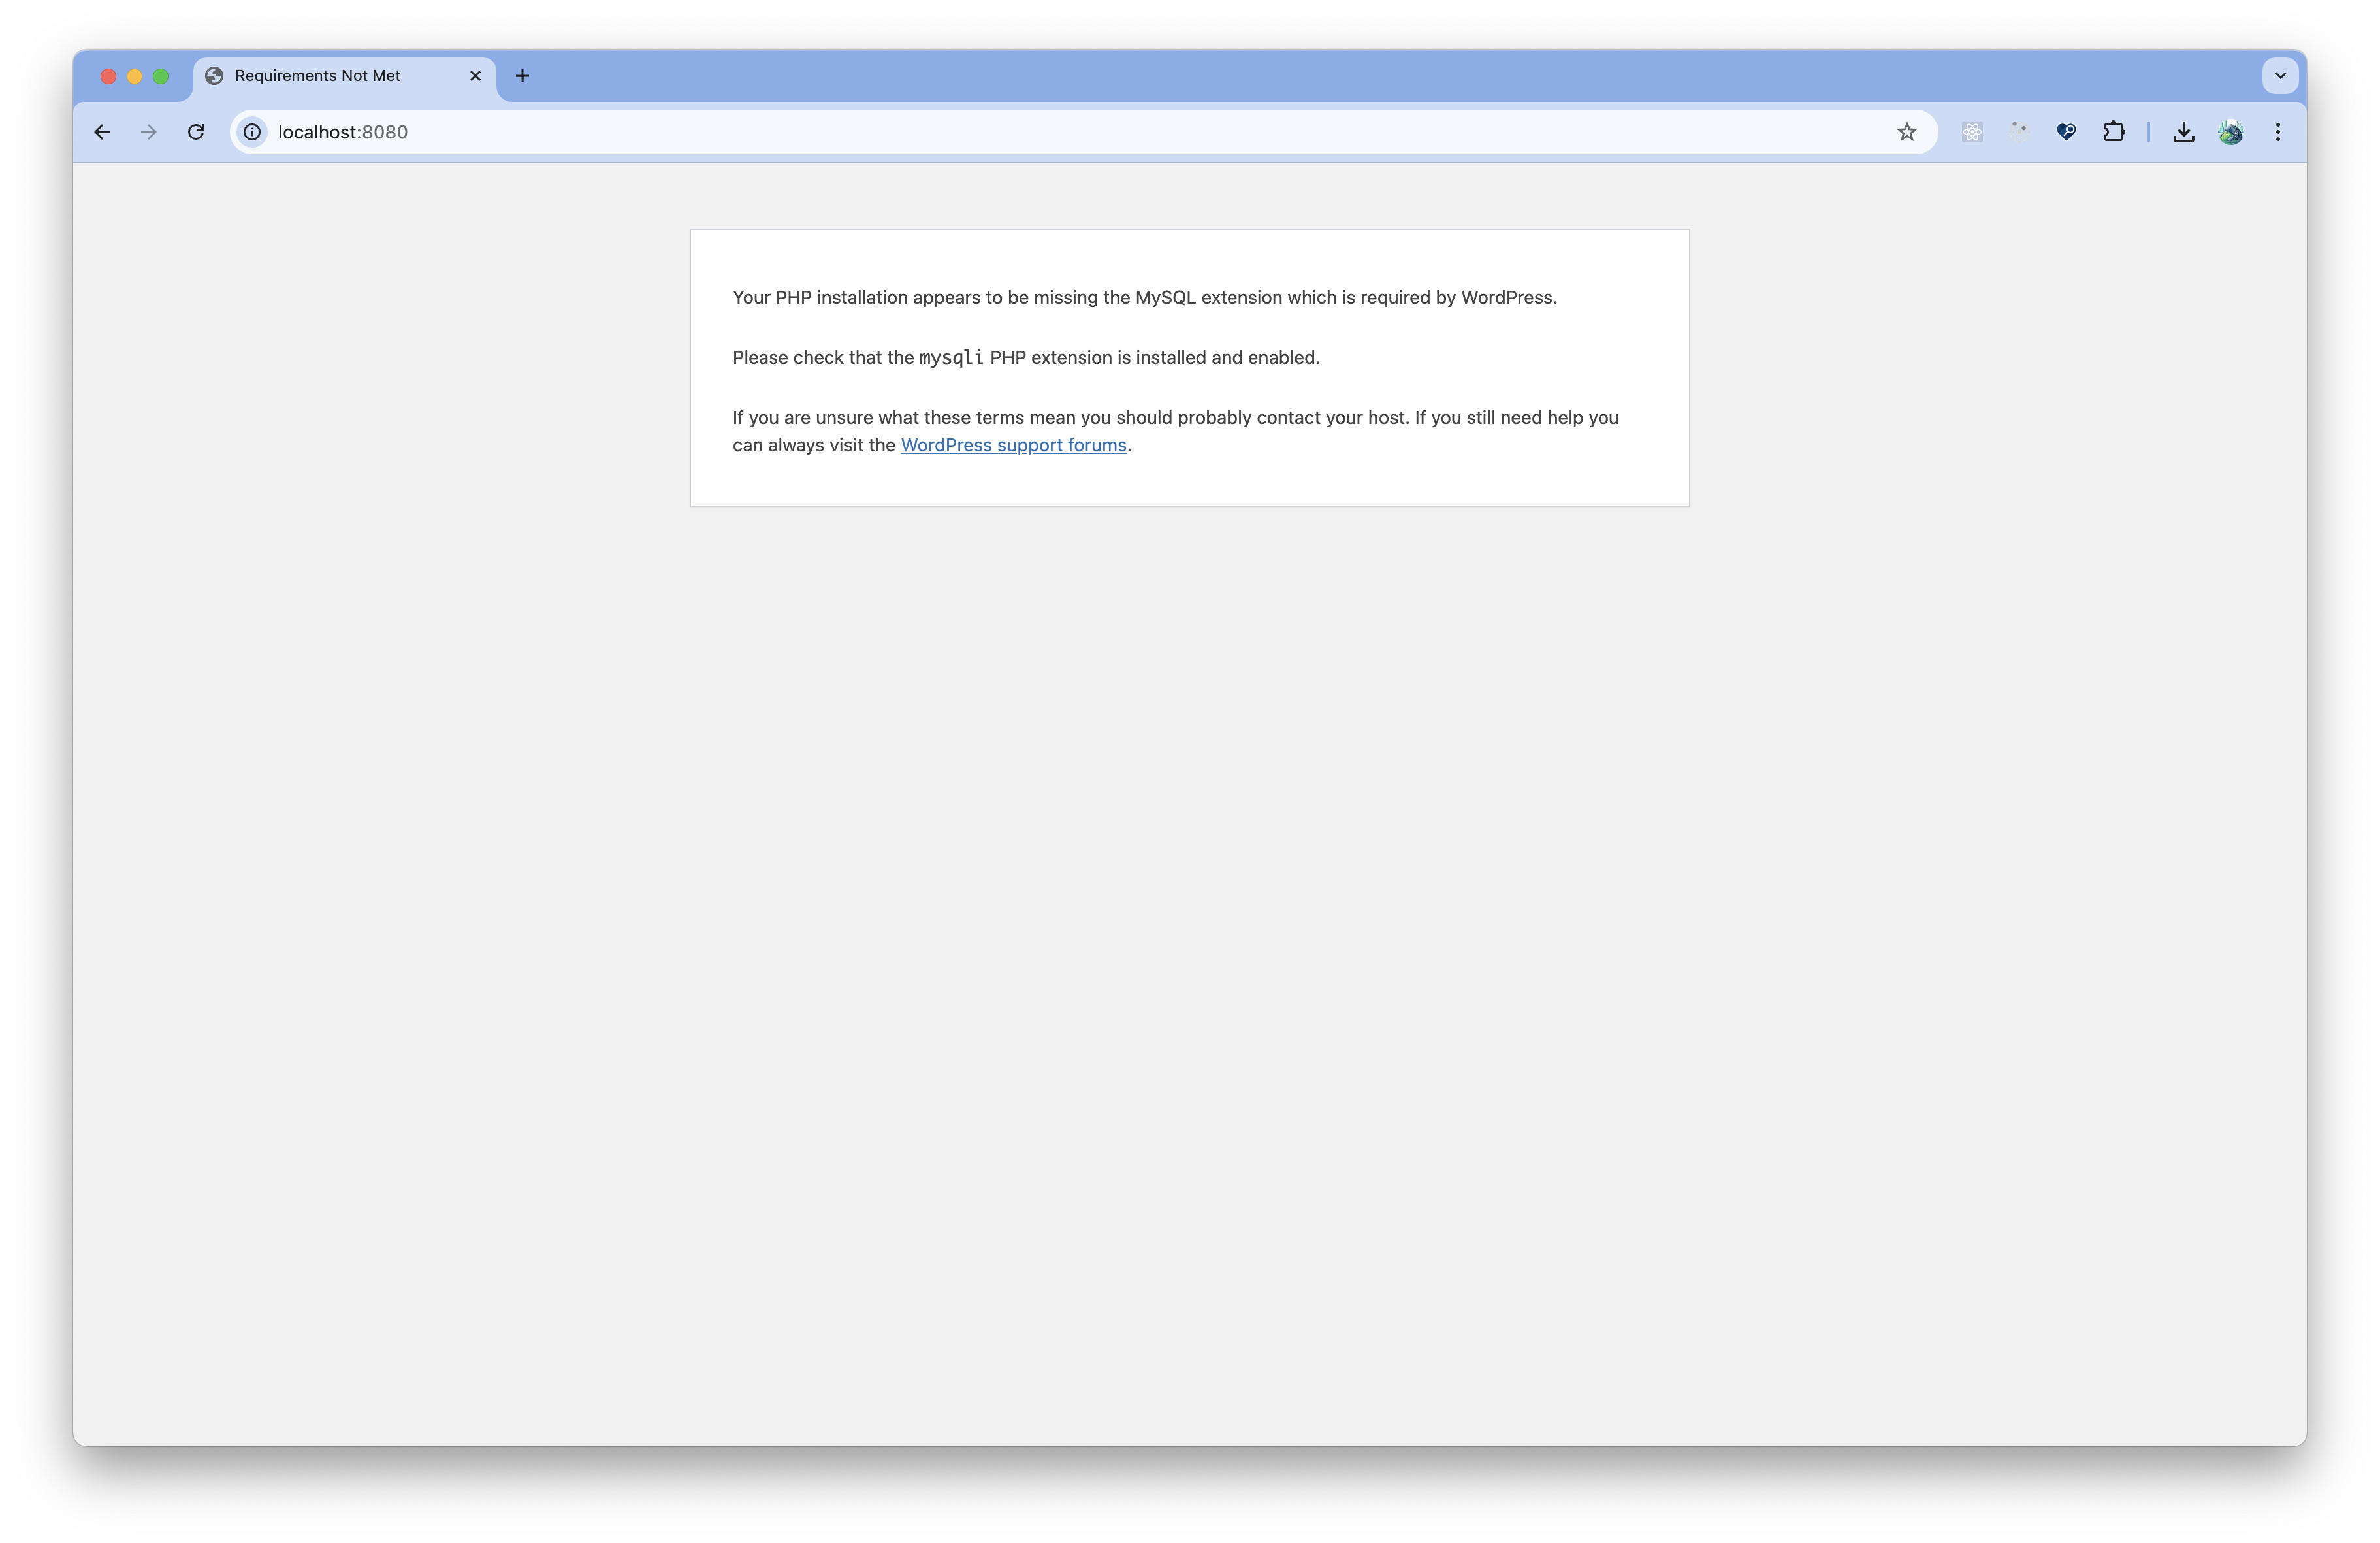 Requirements Not Met
localhost:8080
Your PHP installation appears to be missing the MySQL extension which is required by WordPress.
Please check that the mysqli PHP extension is installed and enabled.
If you are unsure what these terms mean you should probably contact your host. If you still need help you
can always visit the WordPress support forums.